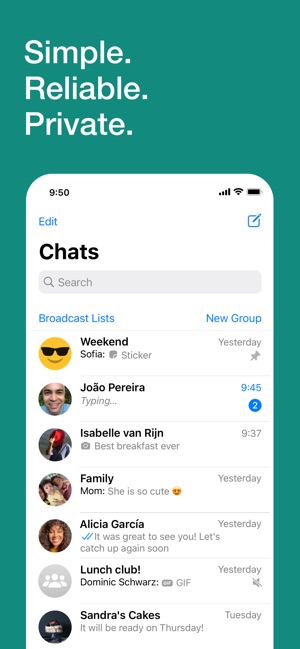 Simple.
Reliable.
Private.
9:50
Edit
Chats
Search
Broadcast Lists New Group
Weekend Yesterday
Sofia: Sticker
João Pereira 9:45
Typing... 2
Isabelle van Rijn 9:37
Best breakfast ever
Family Yesterday
Mom: She is so cute 😍
Alicia García Yesterday
It was great to see you! Let's
catch up again soon
Lunch club! Yesterday
Dominic Schwarz: GIF GIF
Sandra's Cakes Tuesday
It will be ready on Thursday!